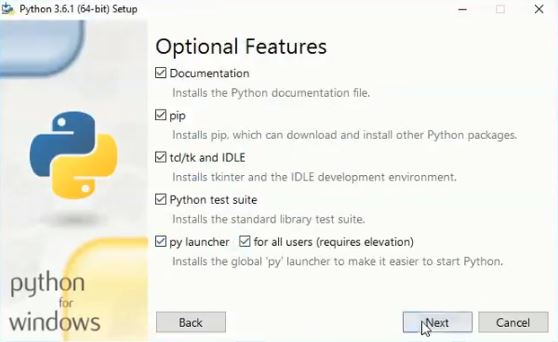 Python 3.6.1 (64-bit) Setup
Optional Features
Documentation
Installs the Python documentation file.
pip
Installs pip, which can download and install other Python packages.
tcl/tk and IDLE
Installs tkinter and the IDLE development environment.
Python test suite
Installs the standard library test suite.
py launcher for all users (requires elevation)
Installs the global 'py' launcher to make it easier to start Python.
python
for
windows
Back Next Cancel